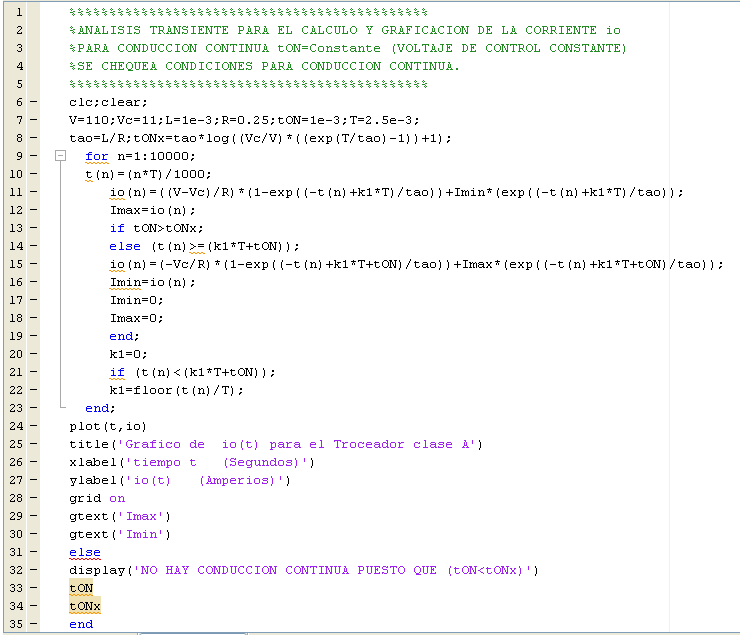 1 %%%%%%%%%%%%%%%%%%%%%%%%%%%%%%%%%%%%%%%%%%%%%%
2 %ANALISIS TRANSIENTE PARA EL CALCULO Y GRAFICACION DE LA CORRIENTE io
3 %PARA CONDUCCION CONTINUA tON=Constante (VOLTAJE DE CONTROL CONSTANTE)
4 %SE CHEQUEA CONDICIONES PARA CONDUCCION CONTINUA.
5 %%%%%%%%%%%%%%%%%%%%%%%%%%%%%%%%%%%%%%%%%%%%%%
6 – clc;clear;
7 – V=110;Vc=11;L=1e-3;R=0.25;tON=1e-3;T=2.5e-3;
8 – tao=L/R;tONx=tao*log((Vc/V)*((exp(T/tao)-1))+1);
9 – for n=1:10000;
10 – t(n)=(n*T)/1000;
11 – io(n)=((V-Vc)/R)*(1-exp((-t(n)+k1*T)/tao))+Imin*(exp((-t(n)+k1*T)/tao));
12 – Imax=io(n);
13 – if tON>tONx;
14 – else (t(n)>=(k1*T+tON));
15 – io(n)=(-Vc/R)*(1-exp((-t(n)+k1*T+tON)/tao))+Imax*(exp((-t(n)+k1*T+tON)/tao));
16 – Imin=io(n);
17 – Imin=0;
18 – Imax=0;
19 – end;
20 – k1=0;
21 – if (t(n)<(k1*T+tON));
22 – k1=floor(t(n)/T);
23 – end;
24 – plot(t,io)
25 – title('Grafico de  io(t) para el Troceador clase A')
26 – xlabel('tiempo t   (Segundos)')
27 – ylabel('io(t)   (Amperios)')
28 – grid on
29 – gtext('Imax')
30 – gtext('Imin')
31 – else
32 – display('NO HAY CONDUCCION CONTINUA PUESTO QUE (tON<tONx)')
33 – tON
34 – tONx
35 – end